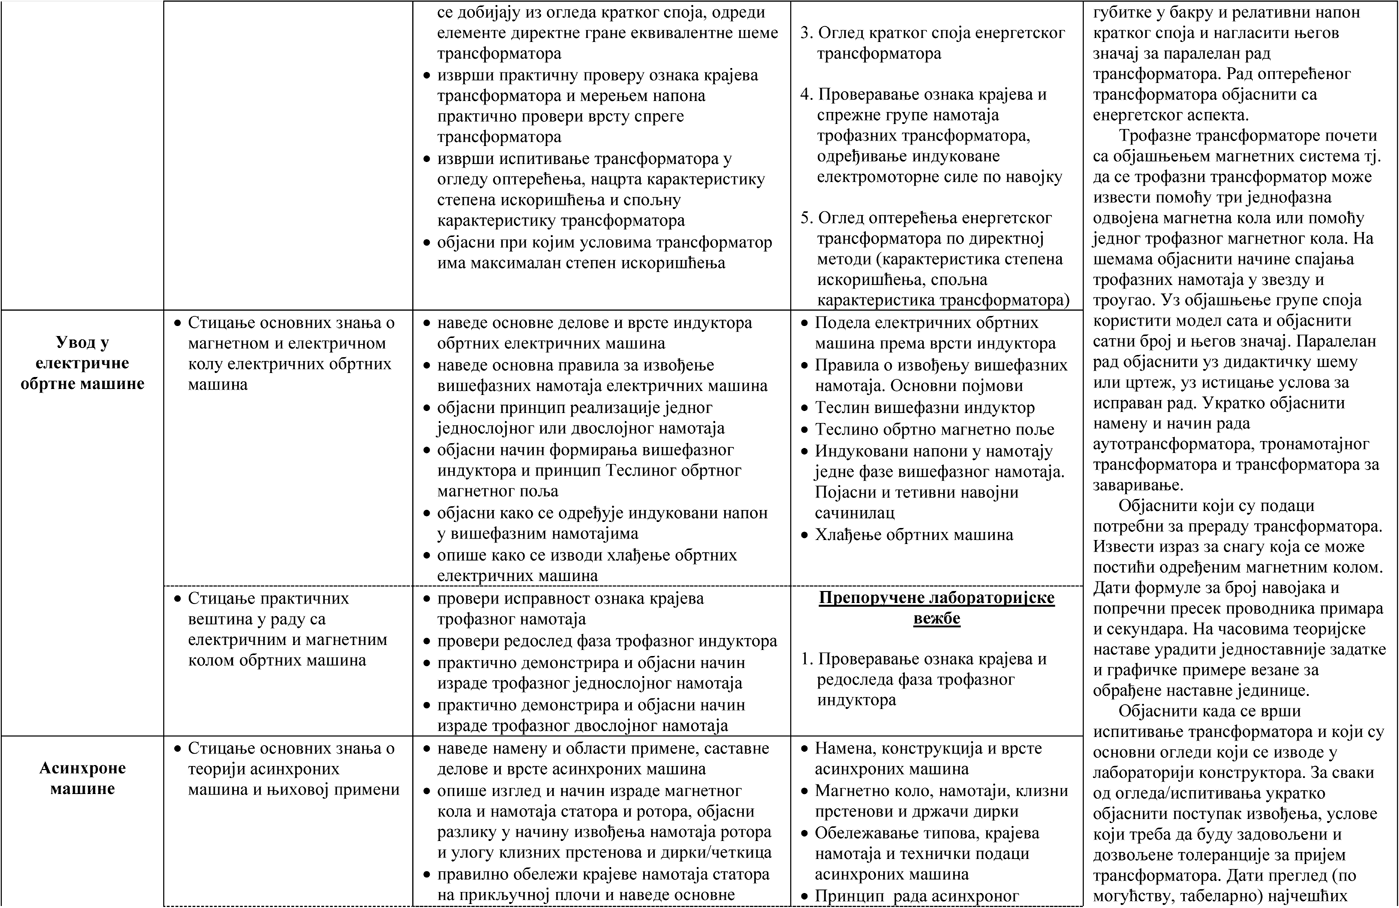 се добијају из огледа кратког споја, одреди
елементе директне гране еквивалентне шеме
трансформатора
• изврши практичну проверу ознака крајева
трансформатора и мерењем напона
практично провери врсту спреге
трансформатора
• изврши испитивање трансформатора у
огледу оптерећења, нацрта карактеристику
степена искоришћења и спољну
карактеристику трансформатора
• објасни при којим условима трансформатор
има максималан степен искоришћења
3. Оглед кратког споја енергетског
трансформатора
4. Проверавање ознака крајева и
спрежне групе намотаја
трофазних трансформатора,
одређивање индуковане
електромоторне силе по навојку
5. Оглед оптерећења енергетског
трансформатора по директној
методи (карактеристика степена
искоришћења, спољна
карактеристика трансформатора)
Увод у
електричне
обртне машине
• Стицање основних знања о
магнетном и електричном
колу електричних обртних
машина
• наведе основне делове и врсте индуктора
обртних електричних машина
• наведе основна правила за извођење
вишефазних намотаја електричних машина
• објасни принцип реализације једног
једнослојног или двослојног намотаја
• објасни начин формирања вишефазног
индуктора и принцип Теслиног обртног
магнетног поља
• објасни како се одређује индуковани напон
у вишефазним намотајима
• опише како се изводи хлађење обртних
електричних машина
• Подела електричних обртних
машина према врсти индуктора
• Правила о извођењу вишефазних
намотаја. Основни појмови
• Теслин вишефазни индуктор
• Теслино обртно магнетно поље
• Индуковани напони у намотају
једне фазе вишефазног намотаја.
Појасни и тетивни навојни
сачинилац
• Хлађење обртних машина
• Стицање практичних
вештина у раду са
електричним и магнетним
колом обртних машина
• провери исправност ознака крајева
трофазног намотаја
• провери редослед фаза трофазног индуктора
• практично демонстрира и објасни начин
израде трофазног једнослојног намотаја
• практично демонстрира и објасни начин
израде трофазног двослојног намотаја
Препоручене лабораторијске
вежбе
1. Проверавање ознака крајева и
редоследа фаза трофазног
индуктора
Асинхроне
машине
• Стицање основних знања о
теорији асинхроних
машина и њиховој примени
• наведе намену и области примене, саставне
делове и врсте асинхроних машина
• опише изглед и начин израде магнетног
кола и намотаја статора и ротора, објасни
разлику у начину извођења намотаја ротора
и улогу клизних прстенова и дирки/четкица
• правилно обележи крајеве намотаја статора
на прикључној плочи и наведе основне
• Намена, конструкција и врсте
асинхроних машина
• Магнетно коло, намотаји, клизни
прстенови и држачи дирки
• Обележавање типова, крајева
намотаја и технички подаци
асинхроних машина
• Принцип рада асинхроног
губитке у бакру и релативни напон
кратког споја и нагласити његов
значај за паралелан рад
трансформатора. Рад оптерећеног
трансформатора објаснити са
енергетског аспекта.
Трофазне трансформаторе почети
са објашњењем магнетних система тј.
да се трофазни трансформатор може
извести помоћу три једнофазна
одвојена магнетна кола или помоћу
једног трофазног магнетног кола. На
шемама објаснити начине спајања
трофазних намотаја у звезду и
троугао. Уз објашњење групе споја
користити модел сата и објаснити
сатни број и његов значај. Паралелан
рад објаснити уз дидактичку шему
или цртеж, уз истицање услова за
исправан рад. Укратко објаснити
намену и начин рада
аутотрансформатора, тронамотајног
трансформатора и трансформатора за
заваривање.
Објаснити који су подаци
потребни за прераду трансформатора.
Извести израз за снагу која се може
постићи одређеним магнетним колом.
Дати формуле за број навојака и
попречни пресек проводника примара
и секундара. На часовима теоријске
наставе урадити једноставније задатке
и графичке примере везане за
обрађене наставне јединице.
Објаснити када се врши
испитивање трансформатора и који су
основни огледи који се изводе у
лабораторији конструктора. За сваки
од огледа/испитивања укратко
објаснити поступак извођења, услове
који треба да буду задовољени и
дозвољене толеранције за пријем
трансформатора. Дати преглед (по
могућству, табеларно) најчешћих